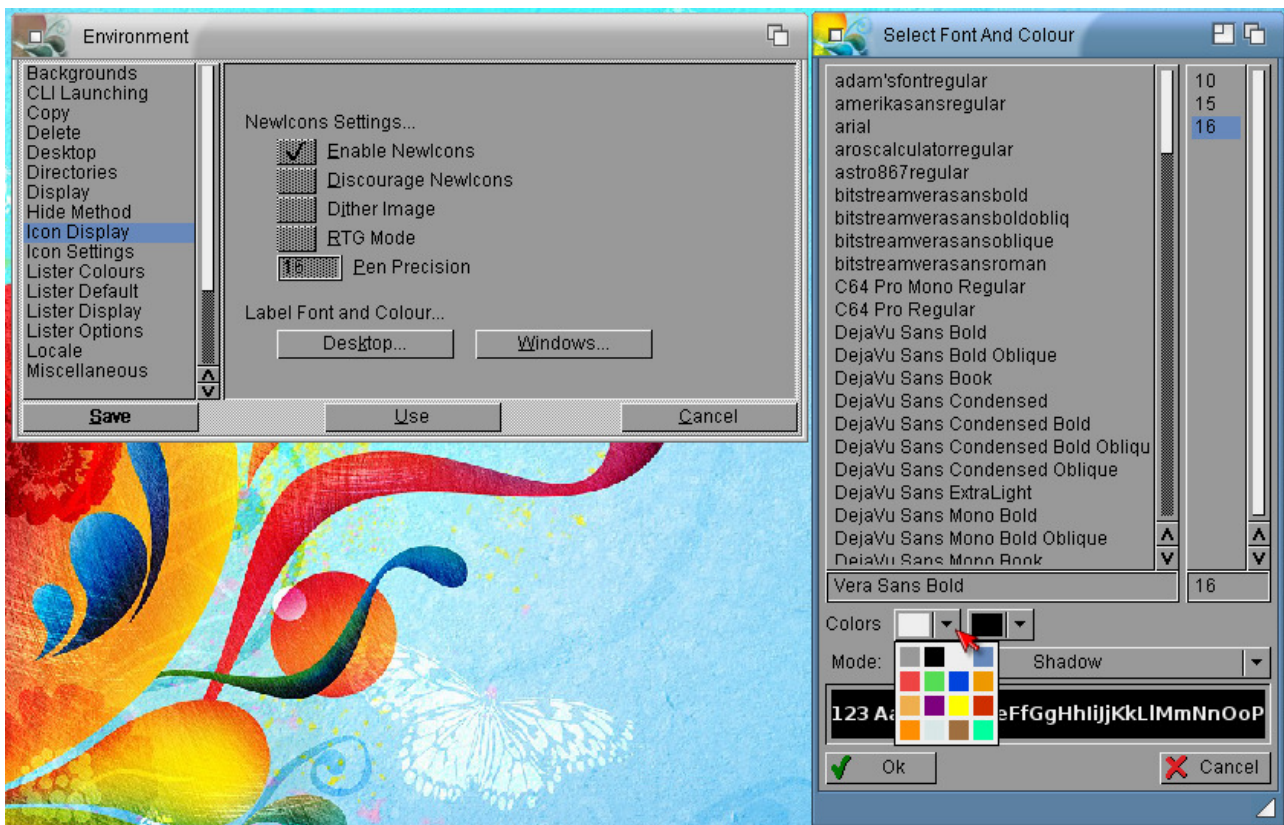 Environment
Backgrounds
CLI Launching
Copy
Delete
Desktop
Directories
Display
Hide Method
Icon Display
Icon Settings
Lister Colours
Lister Default
Lister Display
Lister Options
Locale
Miscellaneous
NewIcons Settings...
Enable NewIcons
Discourage NewIcons
Dither Image
RTG Mode
16 Pen Precision
Label Font and Colour...
Desktop... Windows...
Save Use Cancel
Select Font And Colour
adam'sfontregular
amerikasansregular
arial
aroscalculatorregular
astro867regular
bitstreamverasansbold
bitstreamverasansboldobliq
bitstreamverasansoblique
bitstreamverasansroman
C64 Pro Mono Regular
C64 Pro Regular
DejaVu Sans Bold
DejaVu Sans Bold Oblique
DejaVu Sans Book
DejaVu Sans Condensed
DejaVu Sans Condensed Bold
DejaVu Sans Condensed Bold Obliqu
DejaVu Sans Condensed Oblique
DejaVu Sans ExtraLight
DejaVu Sans Mono Bold
DejaVu Sans Mono Bold Oblique
DejaVu Sans Mono Book
10
15
16
Vera Sans Bold 16
Colors
Mode: Shadow
123 Aa eFfGgHhIiJjKkLlMmNnOoP
Ok Cancel